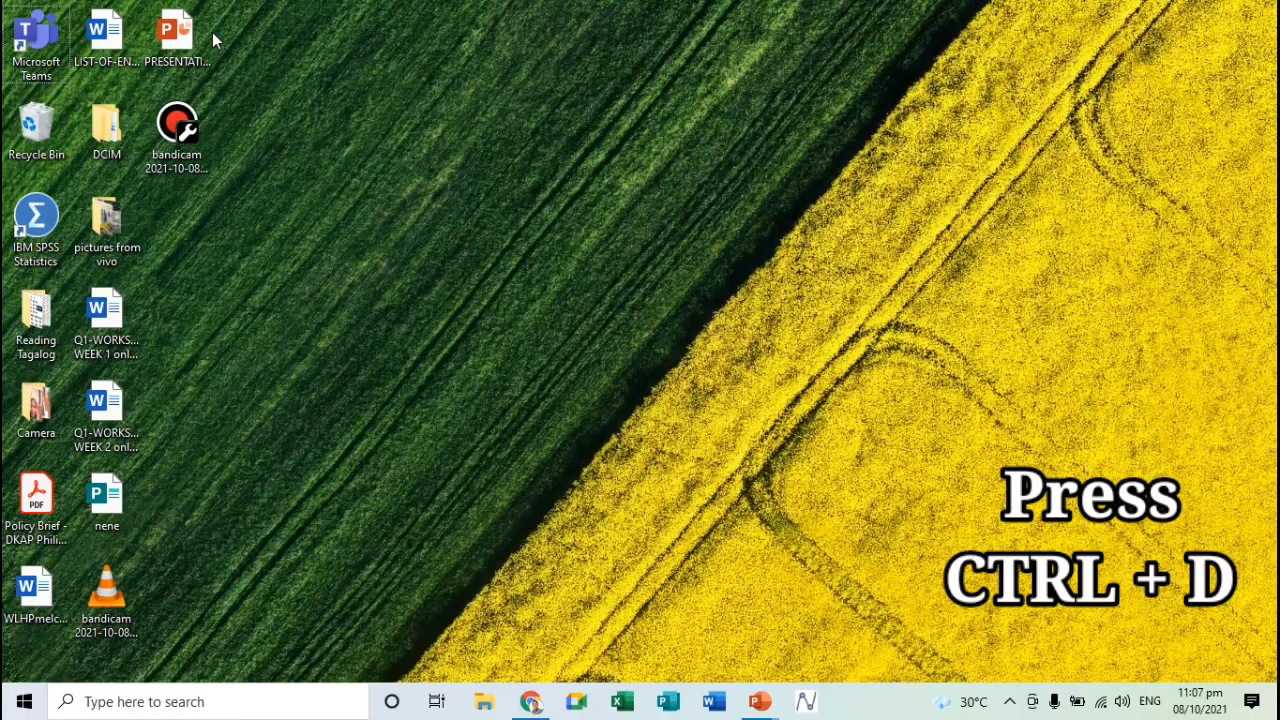 Microsoft
Teams
LIST-OF-EN...
PRESENTATI...
Recycle Bin
DCIM
bandicam
2021-10-08...
IBM SPSS
Statistics
pictures from
vivo
Reading
Tagalog
Q1-WORKS...
WEEK 1 onl...
Camera
Q1-WORKS...
WEEK 2 onl...
PDF
Policy Brief -
DKAP Phili...
nene
WLHPmelc...
bandicam
2021-10-08...
Press
CTRL + D
Type here to search
30°C
ENG
11:07 pm
08/10/2021